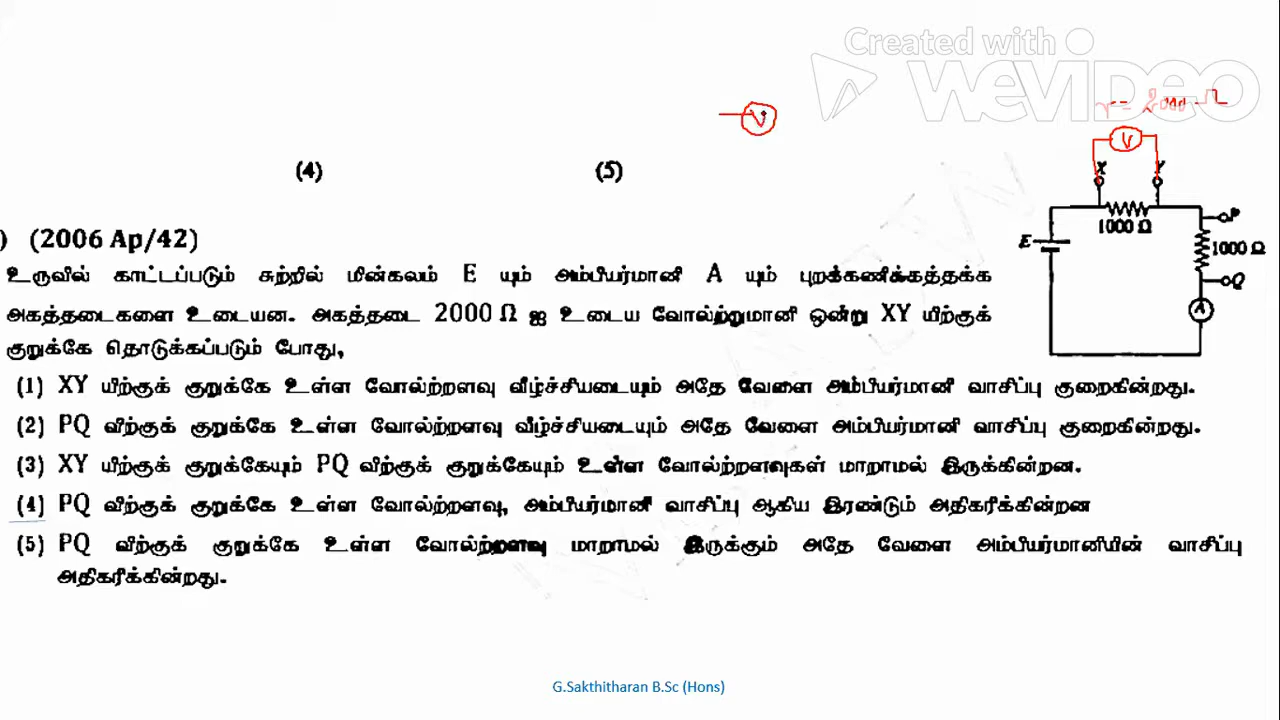 Created with
WEVIDEO
V
r = 2000 Ω
V
(4) (5)
X Y
1000 Ω
P
E
1000 Ω
Q
A
) (2006 Ap/42)
உருவில் காட்டப்படும் சுற்றில் மின்கலம் E யும் அம்பியர்மானி A யும் புறக்கணிக்கத்தக்க
அகத்தடைகளை உடையன. அகத்தடை 2000 Ω ஐ உடைய வோல்ற்றுமானி ஒன்று XY யிற்குக்
குறுக்கே தொடுக்கப்படும் போது,
(1) XY யிற்குக் குறுக்கே உள்ள வோல்ற்றளவு வீழ்ச்சியடையும் அதே வேளை அம்பியர்மானி வாசிப்பு குறைகின்றது.
(2) PQ விற்குக் குறுக்கே உள்ள வோல்ற்றளவு வீழ்ச்சியடையும் அதே வேளை அம்பியர்மானி வாசிப்பு குறைகின்றது.
(3) XY யிற்குக் குறுக்கேயும் PQ விற்குக் குறுக்கேயும் உள்ள வோல்ற்றளவுகள் மாறாமல் இருக்கின்றன.
(4) PQ விற்குக் குறுக்கே உள்ள வோல்ற்றளவு, அம்பியர்மானி வாசிப்பு ஆகிய இரண்டும் அதிகரிக்கின்றன
(5) PQ விற்குக் குறுக்கே உள்ள வோல்ற்றளவு மாறாமல் இருக்கும் அதே வேளை அம்பியர்மானியின் வாசிப்பு
அதிகரிக்கின்றது.
G.Sakthitharan B.Sc (Hons)